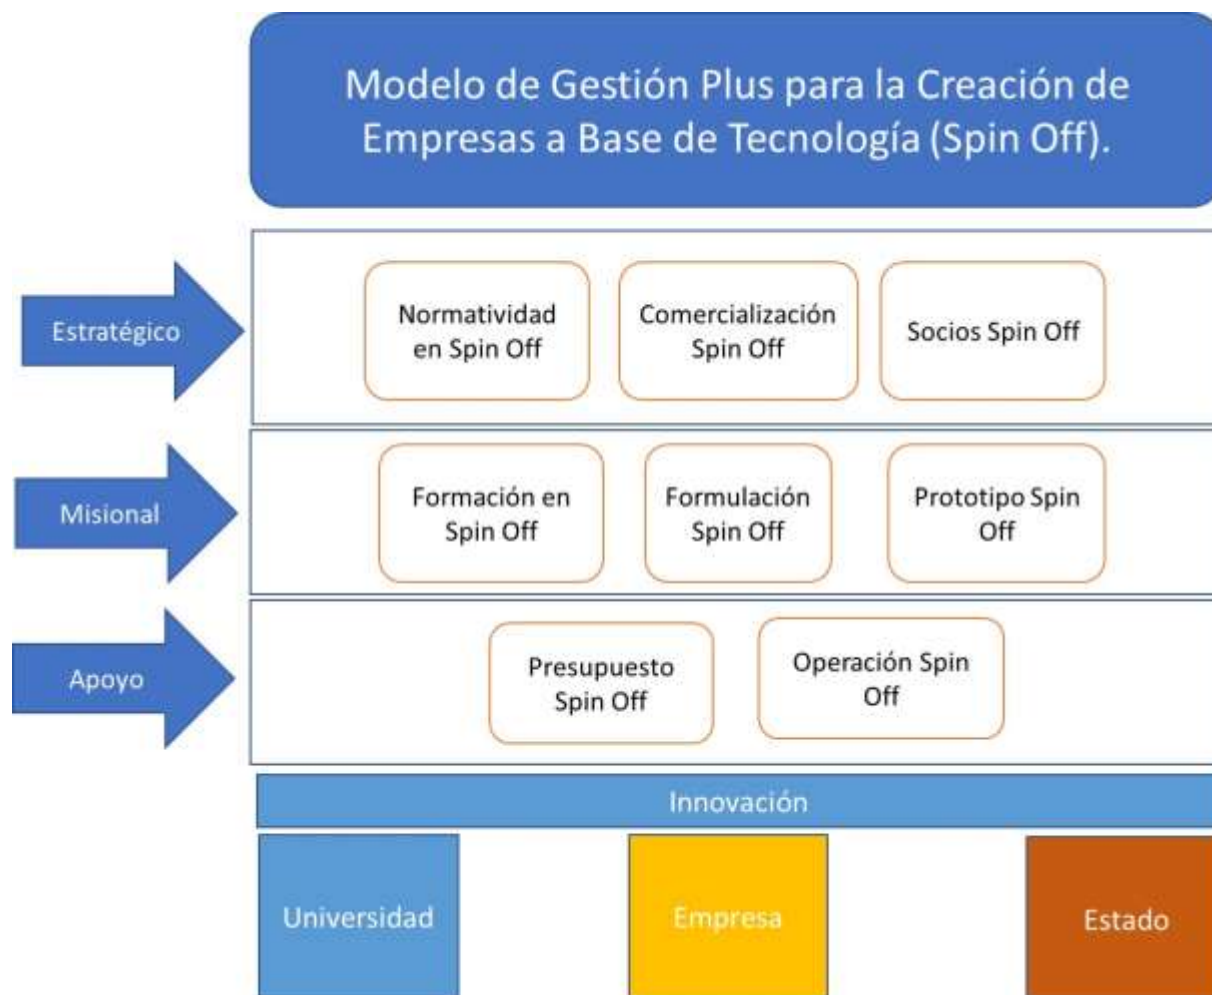 Modelo de Gestión Plus para la Creación de
Empresas a Base de Tecnología (Spin Off).
Estratégico
Normatividad
en Spin Off
Comercialización
Spin Off
Socios Spin Off
Misional
Formación en
Spin Off
Formulación
Spin Off
Prototipo Spin
Off
Apoyo
Presupuesto
Spin Off
Operación Spin
Off
Innovación
Universidad
Empresa
Estado